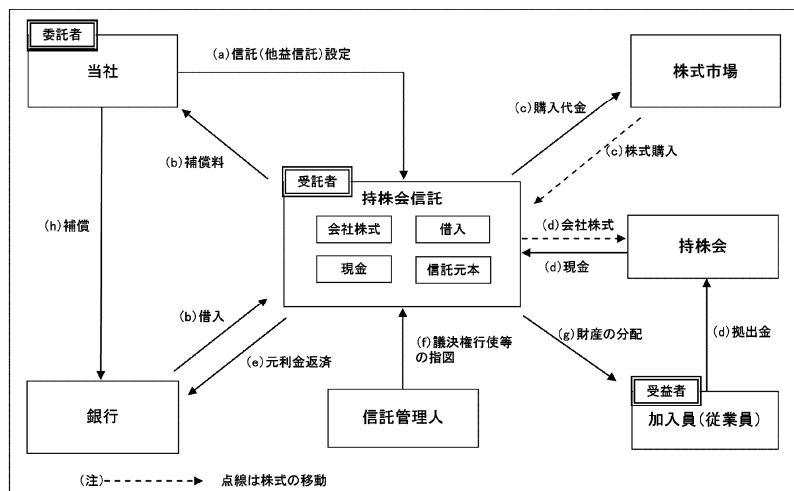 委託者
当社
(a)信託(他益信託)設定
株式市場
(c)購入代金
(c)株式購入
(b)補償料
受託者
持株会信託
会社株式
借入
現金
信託元本
(d)会社株式
(d)現金
持株会
(h)補償
(b)借入
(e)元利金返済
(f)議決権行使等
の指図
(g)財産の分配
(d)拠出金
銀行
信託管理人
受益者
加入員(従業員)
(注)
点線は株式の移動